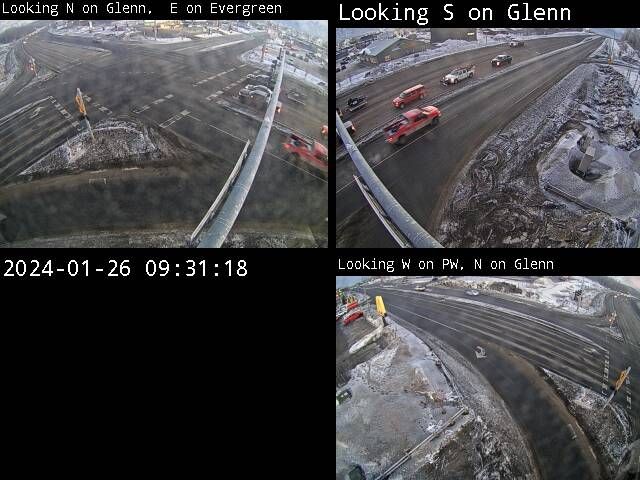 Looking N on Glenn,  E on Evergreen
Looking S on Glenn
2024-01-26 09:31:18
Looking W on PW, N on Glenn